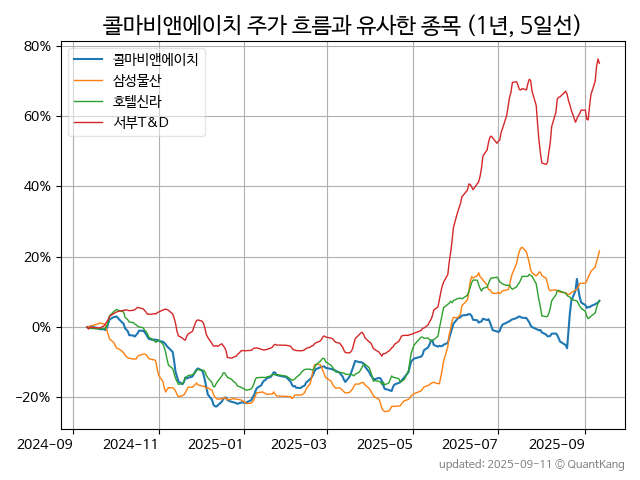 콜마비앤에이치 주가 흐름과 유사한 종목 (1년, 5일선)
80%
60%
40%
20%
0%
−20%
콜마비앤에이치
삼성물산
호텔신라
서부T&D
2024-09
2024-11
2025-01
2025-03
2025-05
2025-07
2025-09
updated: 2025-09-11 © QuantKang